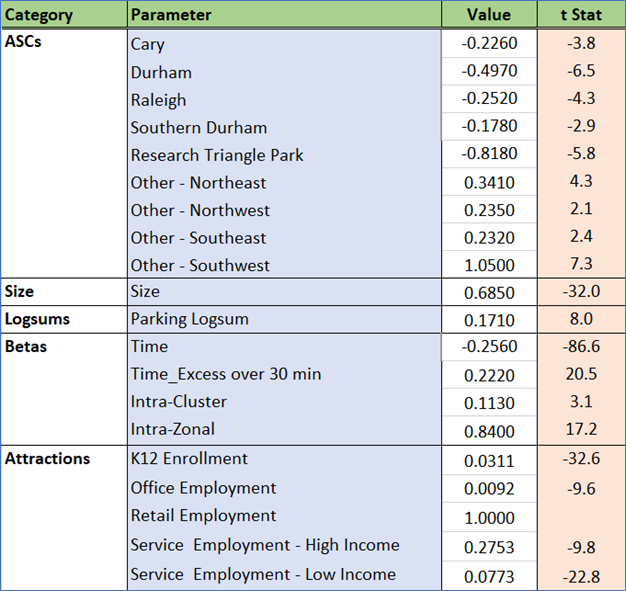 Category Parameter Value t Stat
ASCs Cary -0.2260 -3.8
Durham -0.4970 -6.5
Raleigh -0.2520 -4.3
Southern Durham -0.1780 -2.9
Research Triangle Park -0.8180 -5.8
Other - Northeast 0.3410 4.3
Other - Northwest 0.2350 2.1
Other - Southeast 0.2320 2.4
Other - Southwest 1.0500 7.3
Size Size 0.6850 -32.0
Logsums Parking Logsum 0.1710 8.0
Betas Time -0.2560 -86.6
Time_Excess over 30 min 0.2220 20.5
Intra-Cluster 0.1130 3.1
Intra-Zonal 0.8400 17.2
Attractions K12 Enrollment 0.0311 -32.6
Office Employment 0.0092 -9.6
Retail Employment 1.0000
Service Employment - High Income 0.2753 -9.8
Service Employment - Low Income 0.0773 -22.8